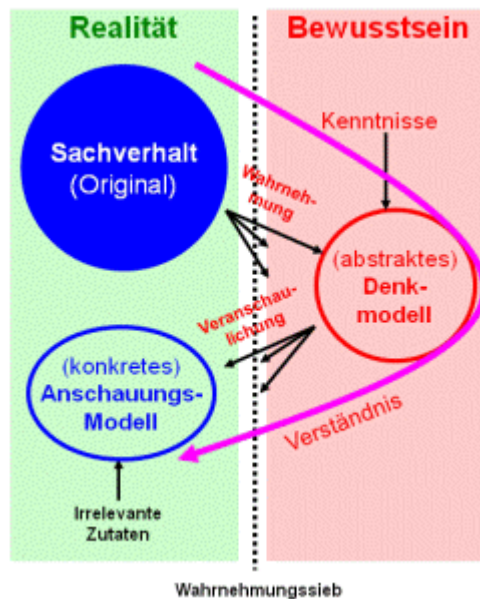 Realität
Bewusstsein
Sachverhalt
(Original)
Kenntnisse
Wahrneh-
mung
(abstraktes)
Denk-
modell
Veranschau-
lichung
(konkretes)
Anschauungs-
Modell
Verständnis
Irrelevante
Zutaten
Wahrnehmungssieb